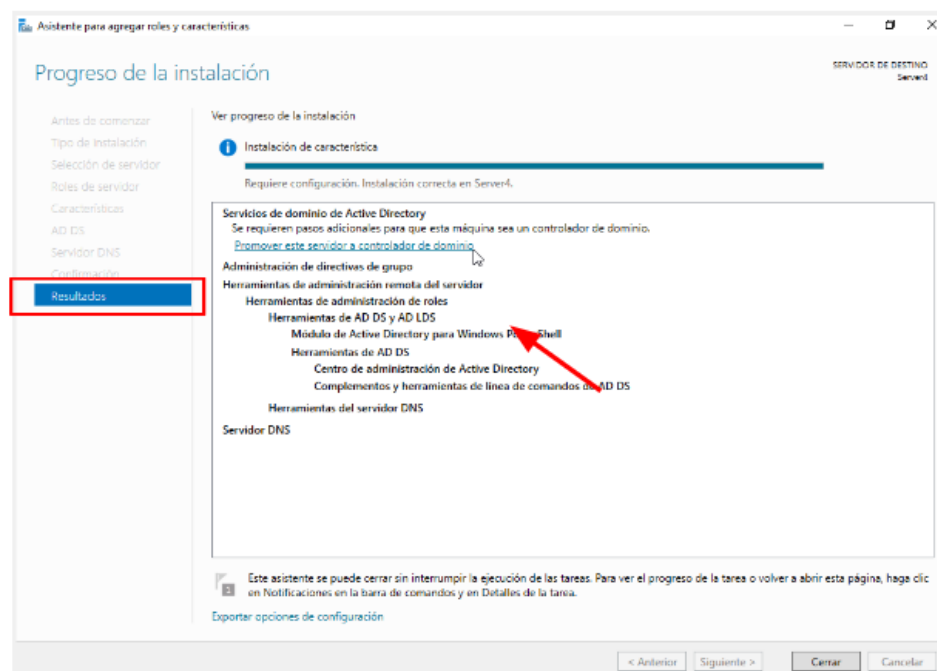 Asistente para agregar roles y características
Progreso de la instalación
SERVIDOR DE DESTINO
Server4
Antes de comenzar
Tipo de instalación
Selección de servidor
Roles de servidor
Características
AD DS
Servidor DNS
Confirmación
Resultados
Ver progreso de la instalación
Instalación de característica
Requiere configuración. Instalación correcta en Server4.
Servicios de dominio de Active Directory
Se requieren pasos adicionales para que esta máquina sea un controlador de dominio.
Promover este servidor a controlador de dominio
Administración de directivas de grupo
Herramientas de administración remota del servidor
Herramientas de administración de roles
Herramientas de AD DS y AD LDS
Módulo de Active Directory para Windows PowerShell
Herramientas de AD DS
Centro de administración de Active Directory
Complementos y herramientas de línea de comandos de AD DS
Herramientas del servidor DNS
Servidor DNS
Este asistente se puede cerrar sin interrumpir la ejecución de las tareas. Para ver el progreso de la tarea o volver a abrir esta página, haga clic
en Notificaciones en la barra de comandos y en Detalles de la tarea.
Exportar opciones de configuración
< Anterior
Siguiente >
Cerrar
Cancelar